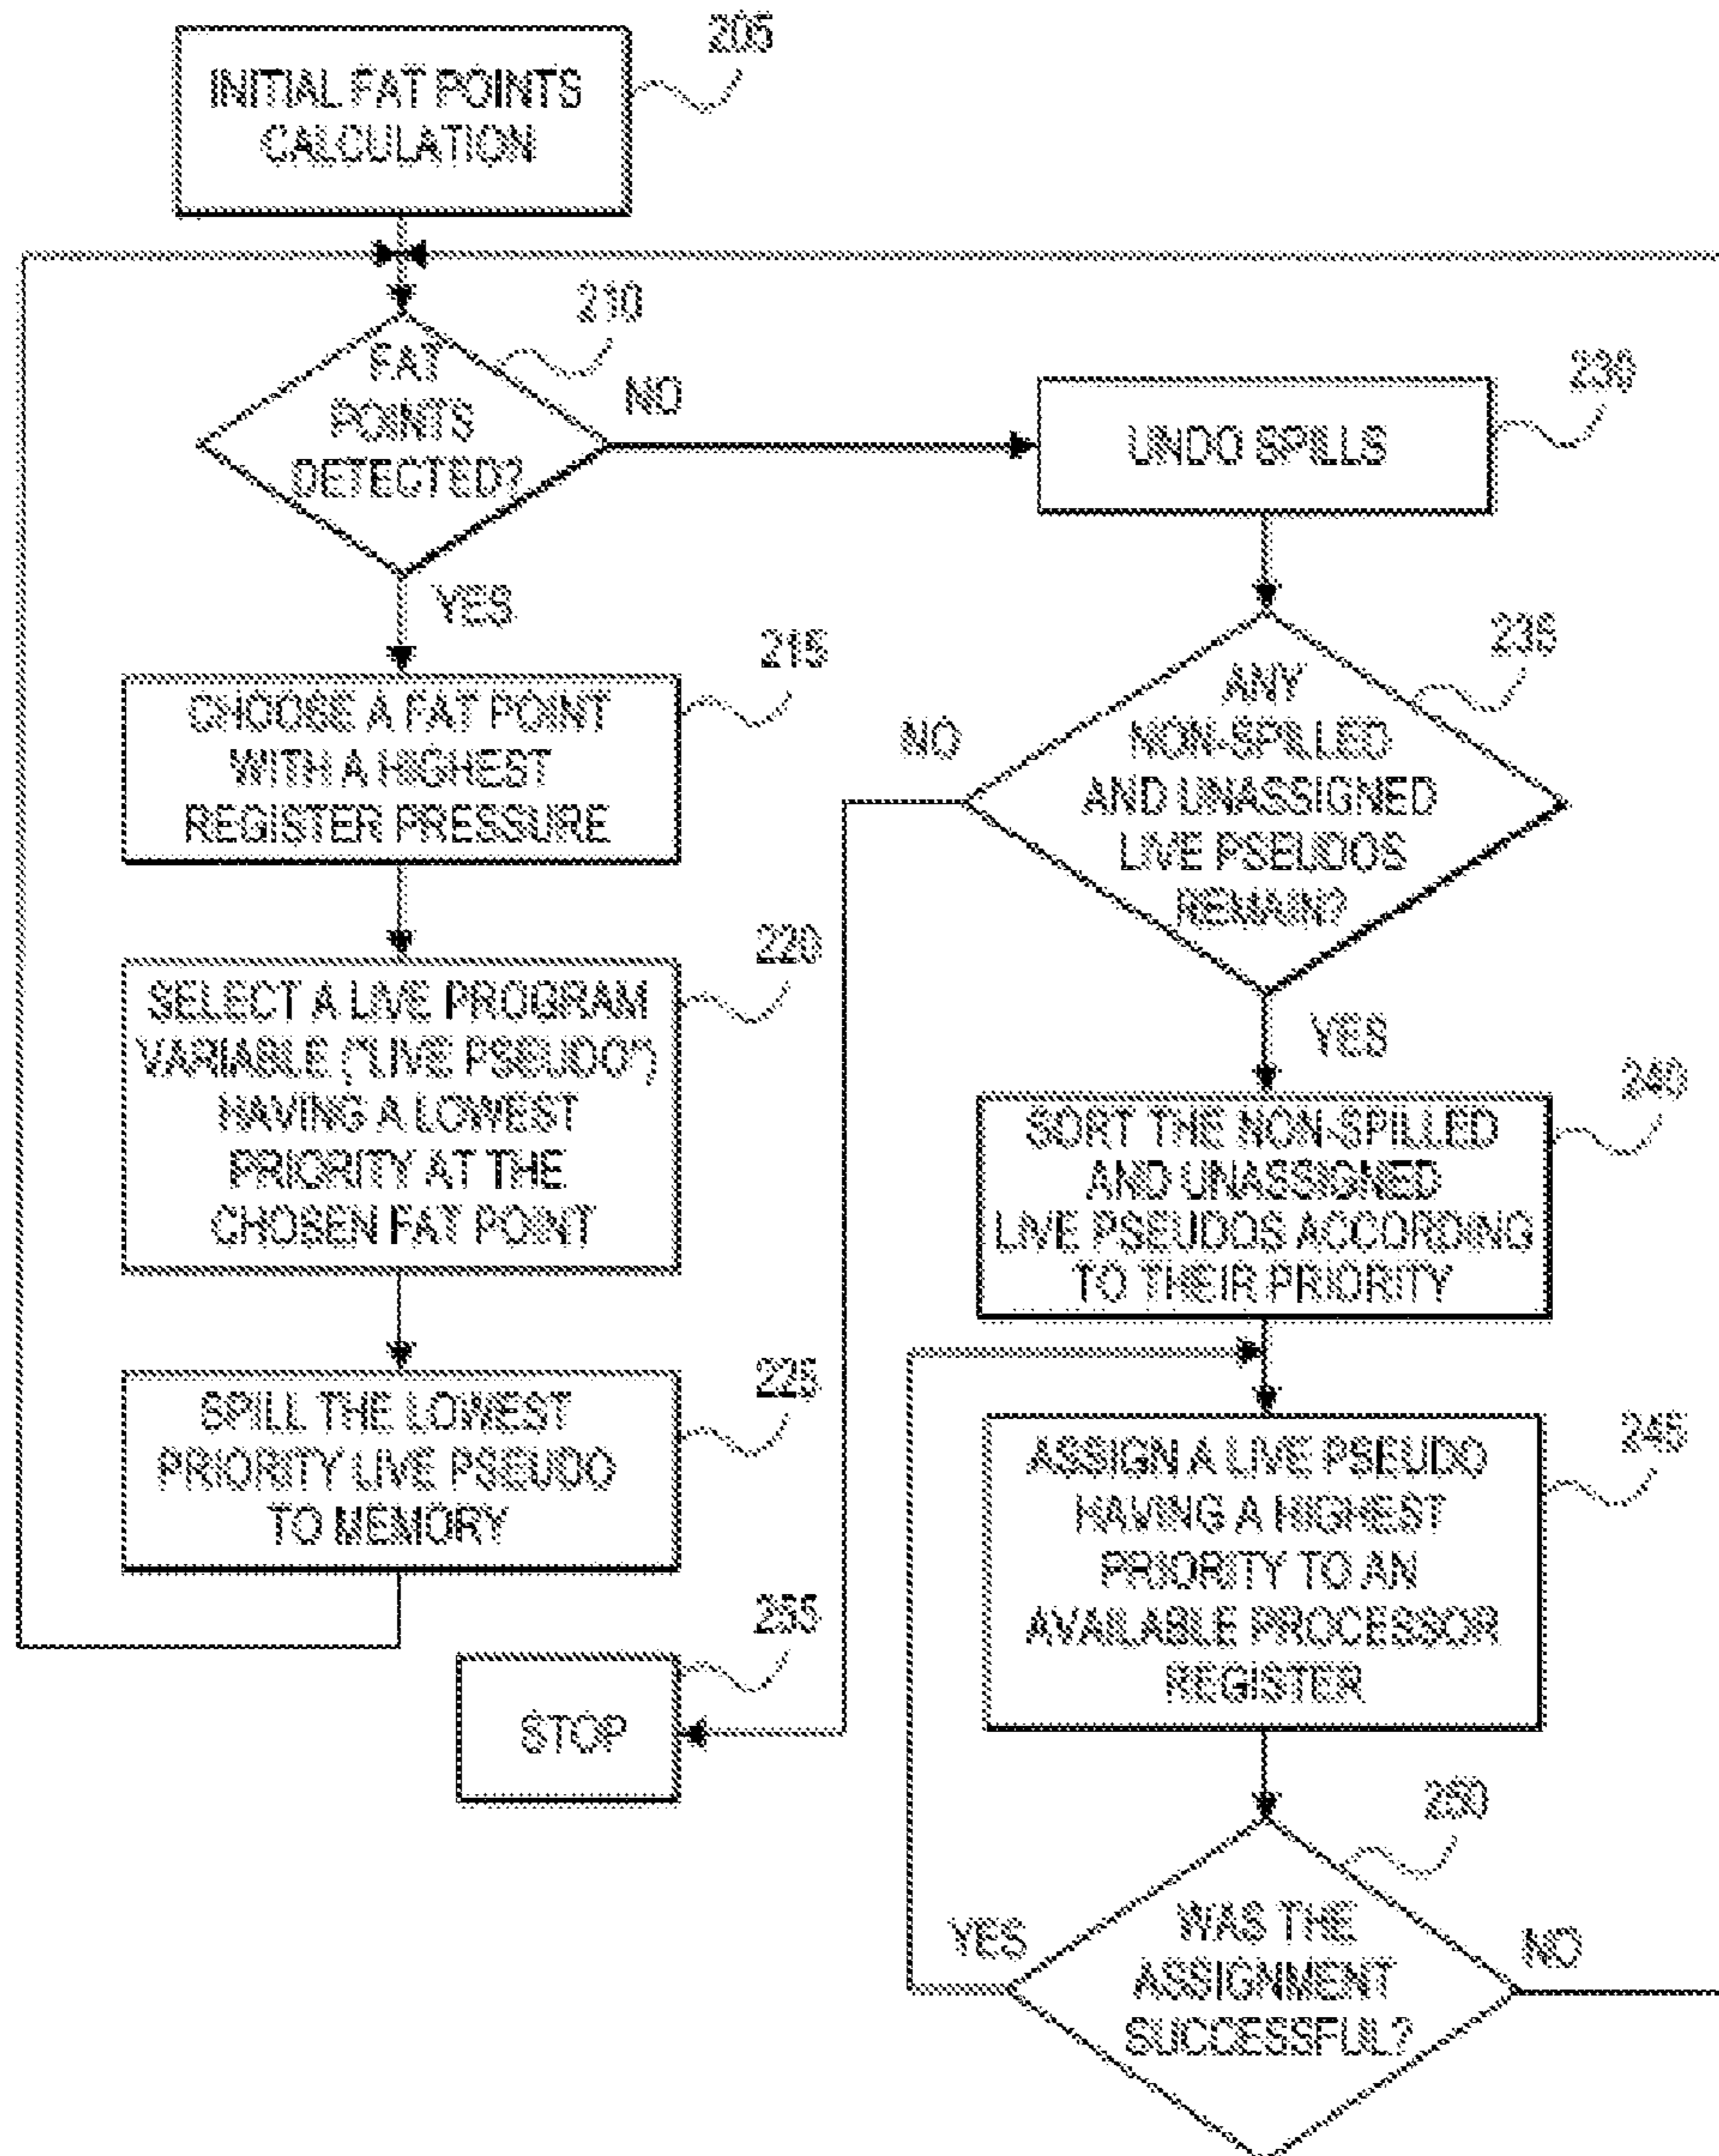 205
INITIAL FAT POINTS
CALCULATION
210
FAT
POINTS
DETECTED?
NO
YES
215
CHOOSE A FAT POINT
WITH A HIGHEST
REGISTER PRESSURE
220
SELECT A LIVE PROGRAM
VARIABLE ("LIVE PSEUDO")
HAVING A LOWEST
PRIORITY AT THE
CHOSEN FAT POINT
225
SPILL THE LOWEST
PRIORITY LIVE PSEUDO
TO MEMORY
255
STOP
230
UNDO SPILLS
235
ANY
NON-SPILLED
AND UNASSIGNED
LIVE PSEUDOS
REMAIN?
NO
YES
240
SORT THE NON-SPILLED
AND UNASSIGNED
LIVE PSEUDOS ACCORDING
TO THEIR PRIORITY
245
ASSIGN A LIVE PSEUDO
HAVING A HIGHEST
PRIORITY TO AN
AVAILABLE PROCESSOR
REGISTER
250
WAS THE
ASSIGNMENT
SUCCESSFUL?
YES
NO